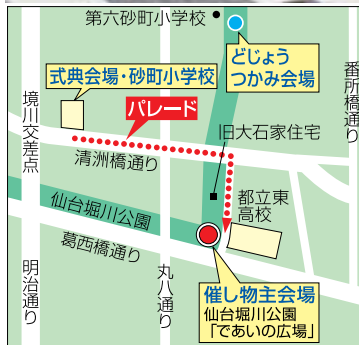 第六砂町小学校
どじょう
つかみ会場
式典会場・砂町小学校
番所橋通り
境川交差点
パレード
旧大石家住宅
清洲橋通り
都立東
高校
仙台堀川公園
葛西橋通り
明治通り
丸八通り
催し物主会場
仙台堀川公園
「であいの広場」